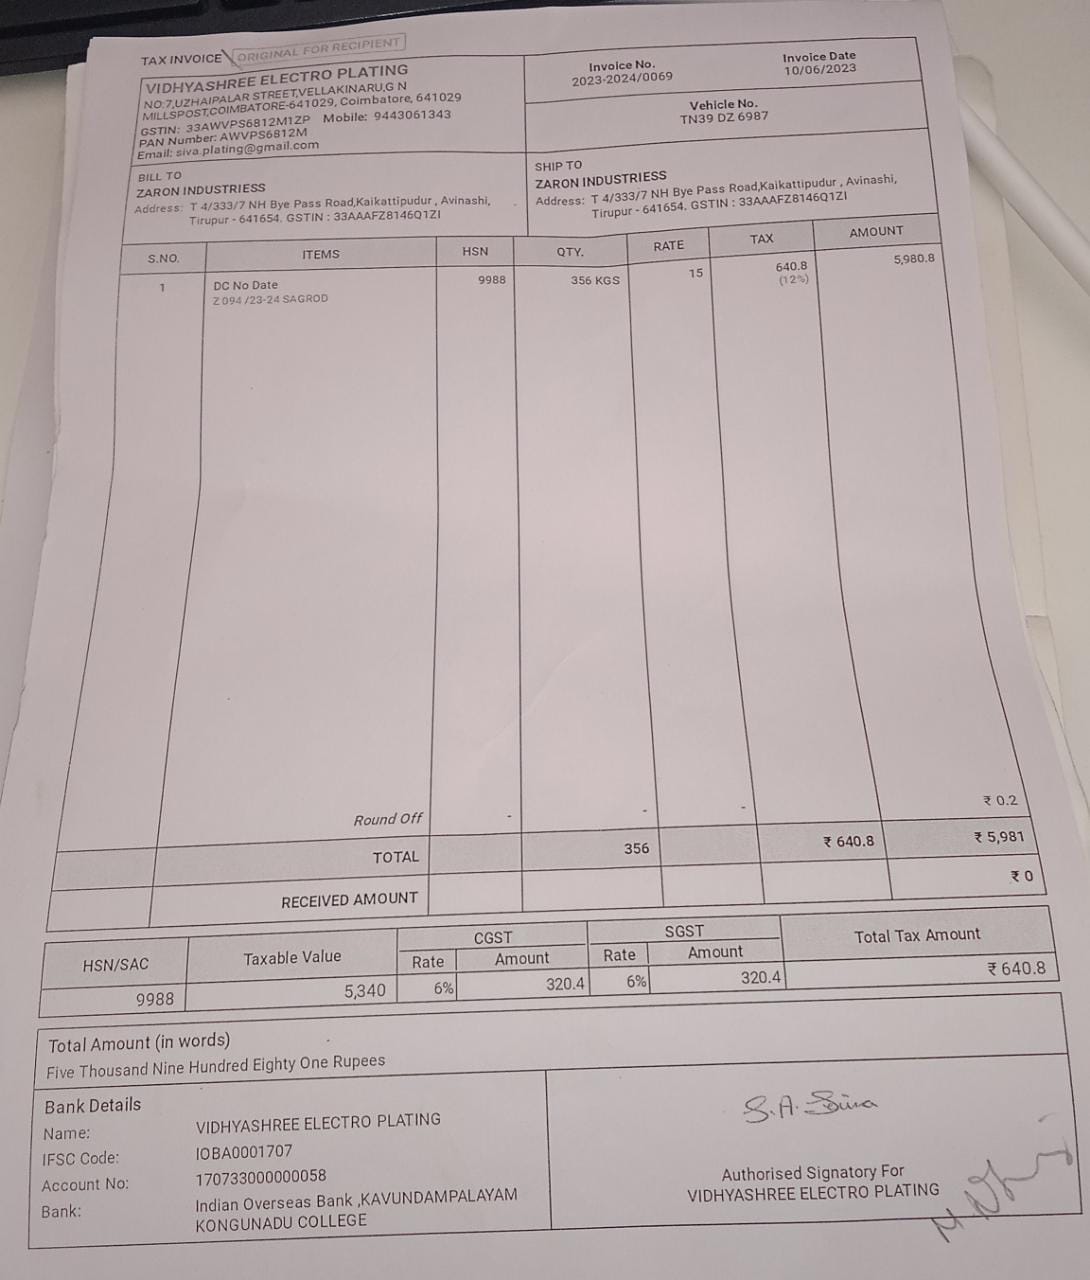 TAX INVOICE ORIGINAL FOR RECIPIENT
VIDHYASHREE ELECTRO PLATING
NO:7,UZHAIPALAR STREET,VELLAKINARU,G N
MILLSPOST,COIMBATORE-641029, Coimbatore, 641029
GSTIN: 33AWVPS6812M1ZP Mobile: 9443061343
PAN Number: AWVPS6812M
Email: siva.plating@gmail.com
Invoice No.
2023-2024/0069
Invoice Date
10/06/2023
Vehicle No.
TN39 DZ 6987
BILL TO
ZARON INDUSTRIESS
Address: T 4/333/7 NH Bye Pass Road,Kaikattipudur , Avinashi,
Tirupur - 641654. GSTIN : 33AAAFZ8146Q1ZI
SHIP TO
ZARON INDUSTRIESS
Address: T 4/333/7 NH Bye Pass Road,Kaikattipudur , Avinashi,
Tirupur - 641654. GSTIN : 33AAAFZ8146Q1ZI
S.NO. ITEMS HSN QTY. RATE TAX AMOUNT
1 DC No Date 9988 356 KGS 15 640.8 5,980.8
Z 094 /23-24 SAGROD (12%)
Round Off - - - ₹ 0.2
TOTAL 356 ₹ 640.8 ₹ 5,981
RECEIVED AMOUNT ₹ 0
HSN/SAC Taxable Value CGST SGST Total Tax Amount
Rate Amount Rate Amount
9988 5,340 6% 320.4 6% 320.4 ₹ 640.8
Total Amount (in words)
Five Thousand Nine Hundred Eighty One Rupees
Bank Details
Name: VIDHYASHREE ELECTRO PLATING
IFSC Code: IOBA0001707
Account No: 170733000000058
Bank: Indian Overseas Bank ,KAVUNDAMPALAYAM
KONGUNADU COLLEGE
S.A. Siva
Authorised Signatory For
VIDHYASHREE ELECTRO PLATING